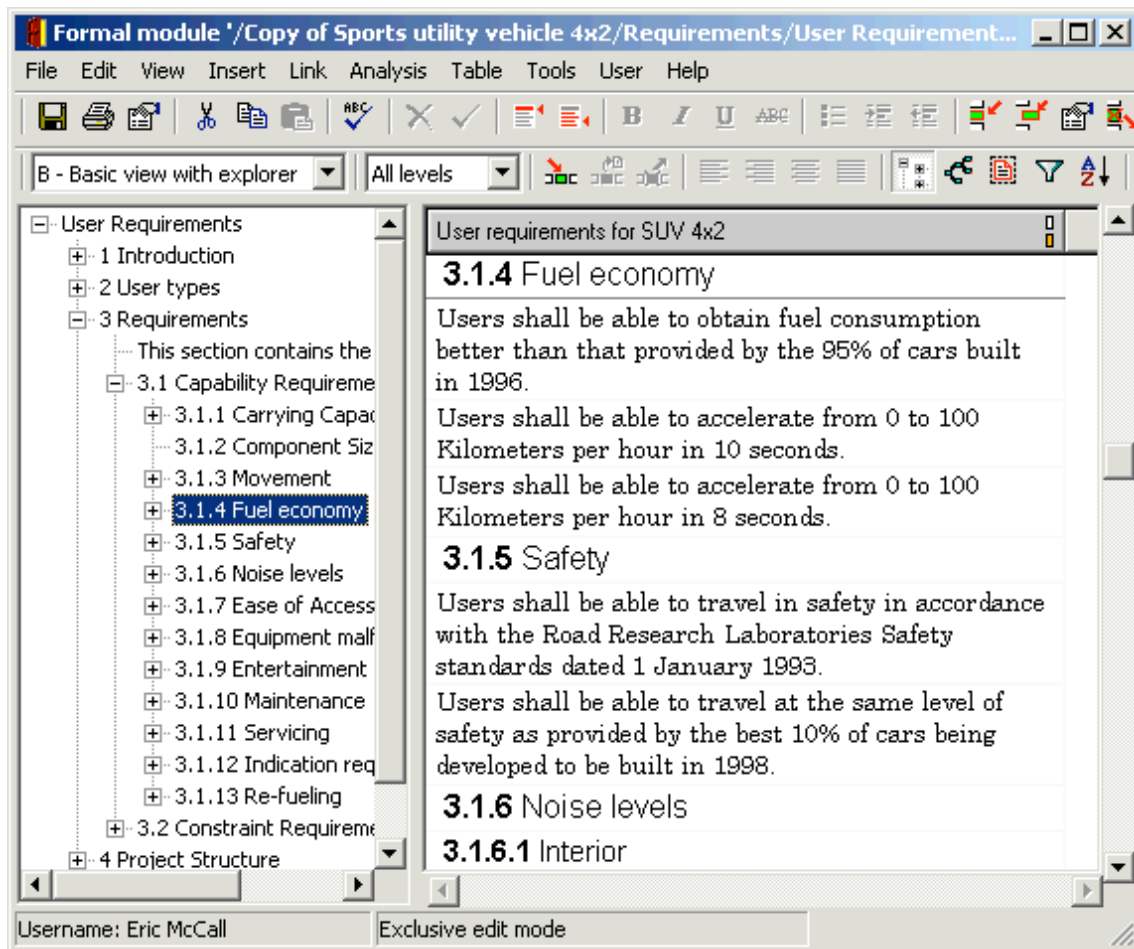 Formal module '/Copy of Sports utility vehicle 4x2/Requirements/User Requirement...
File Edit View Insert Link Analysis Table Tools User Help
ABC B I U ABC
B - Basic view with explorer All levels A Z
User Requirements
1 Introduction
2 User types
3 Requirements
This section contains the
3.1 Capability Requireme
3.1.1 Carrying Capac
3.1.2 Component Siz
3.1.3 Movement
3.1.4 Fuel economy
3.1.5 Safety
3.1.6 Noise levels
3.1.7 Ease of Access
3.1.8 Equipment malf
3.1.9 Entertainment
3.1.10 Maintenance
3.1.11 Servicing
3.1.12 Indication req
3.1.13 Re-fueling
3.2 Constraint Requireme
4 Project Structure
User requirements for SUV 4x2
3.1.4 Fuel economy
Users shall be able to obtain fuel consumption
better than that provided by the 95% of cars built
in 1996.
Users shall be able to accelerate from 0 to 100
Kilometers per hour in 10 seconds.
Users shall be able to accelerate from 0 to 100
Kilometers per hour in 8 seconds.
3.1.5 Safety
Users shall be able to travel in safety in accordance
with the Road Research Laboratories Safety
standards dated 1 January 1993.
Users shall be able to travel at the same level of
safety as provided by the best 10% of cars being
developed to be built in 1998.
3.1.6 Noise levels
3.1.6.1 Interior
Username: Eric McCall Exclusive edit mode